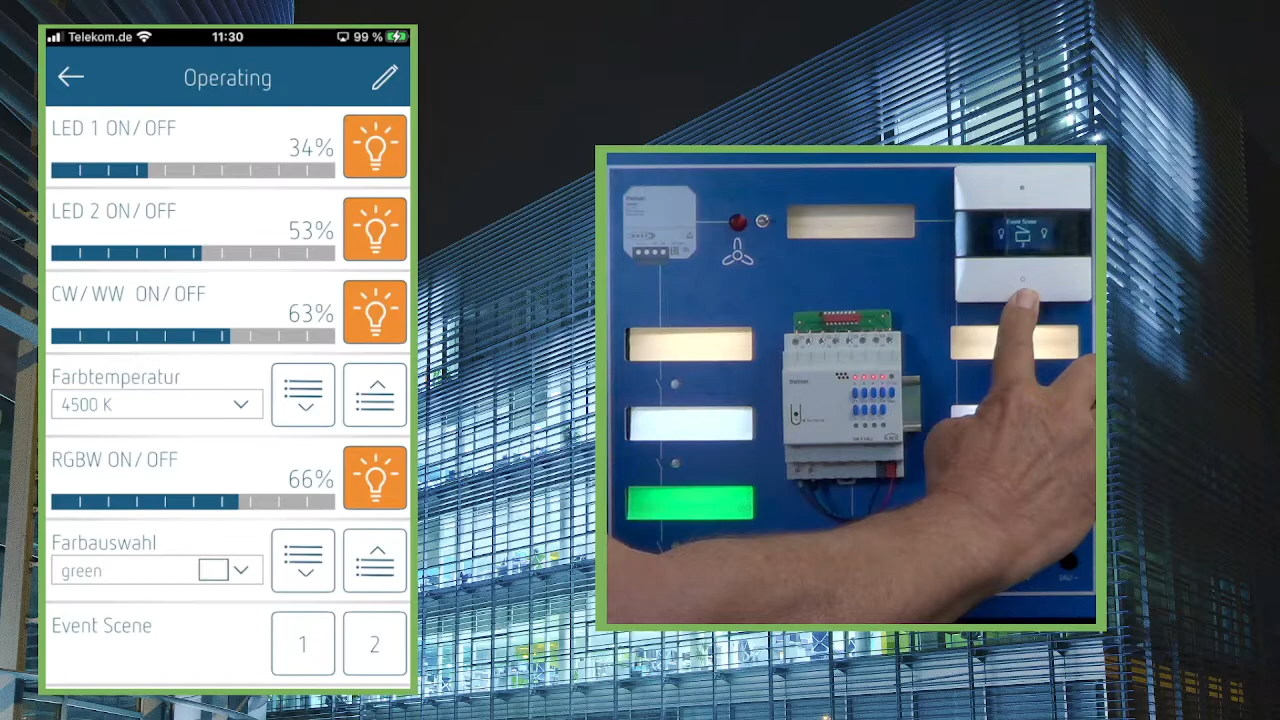 Telekom.de 11:30 99 %
Operating
LED 1 ON/OFF
34%
LED 2 ON/OFF
53%
CW/WW ON/OFF
63%
Farbtemperatur
4500 K
RGBW ON/OFF
66%
Farbauswahl
green
Event Scene
1 2
Event Scene